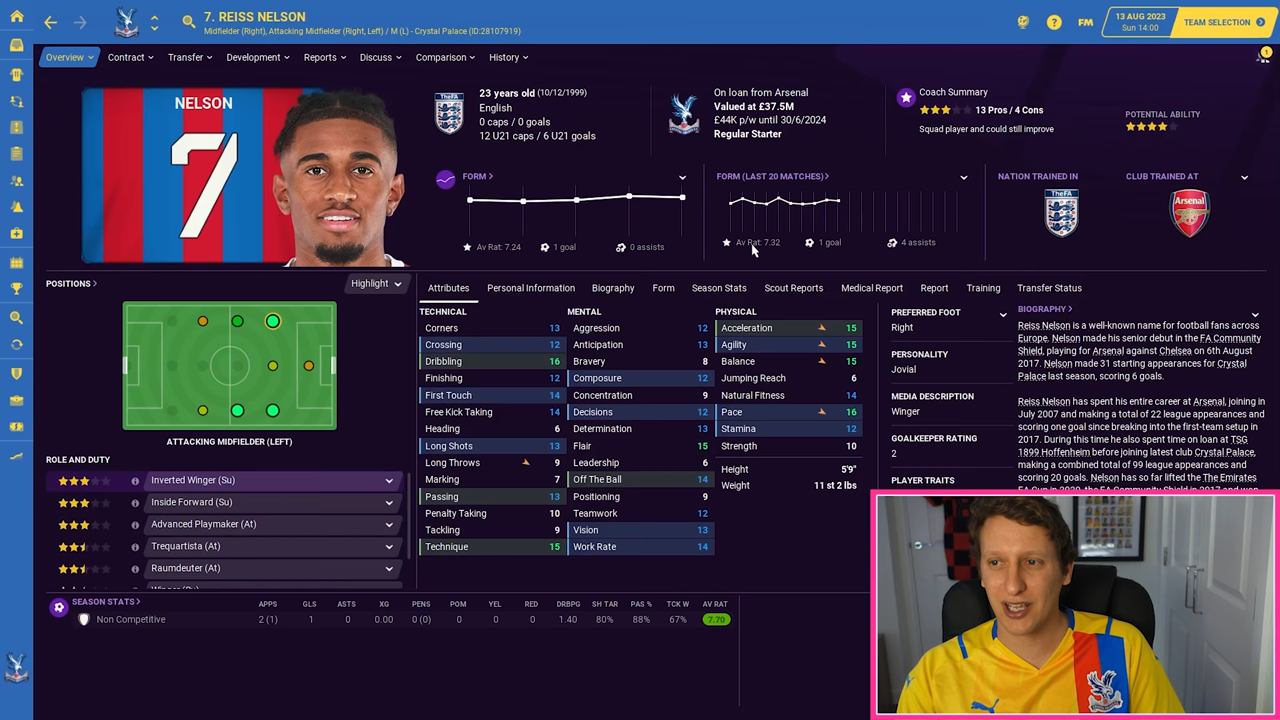 7. REISS NELSON
Midfielder (Right), Attacking Midfielder (Right, Left) / M (L) - Crystal Palace (ID:28107919)
FM
13 AUG 2023
Sun 14:00
TEAM SELECTION
Overview
Contract
Transfer
Development
Reports
Discuss
Comparison
History
1
NELSON
7
TheFA
23 years old (10/12/1999)
English
0 caps / 0 goals
12 U21 caps / 6 U21 goals
On loan from Arsenal
Valued at £37.5M
£44K p/w until 30/6/2024
Regular Starter
Coach Summary
13 Pros / 4 Cons
Squad player and could still improve
POTENTIAL ABILITY
FORM
Av Rat: 7.24
1 goal
0 assists
FORM (LAST 20 MATCHES)
Av Rat: 7.32
1 goal
4 assists
NATION TRAINED IN
TheFA
CLUB TRAINED AT
Arsenal
POSITIONS
Highlight
ATTACKING MIDFIELDER (LEFT)
ROLE AND DUTY
Inverted Winger (Su)
Inside Forward (Su)
Advanced Playmaker (At)
Trequartista (At)
Raumdeuter (At)
Winger (Su)
Attributes
Personal Information
Biography
Form
Season Stats
Scout Reports
Medical Report
Report
Training
Transfer Status
TECHNICAL
Corners 13
Crossing 12
Dribbling 16
Finishing 12
First Touch 14
Free Kick Taking 14
Heading 6
Long Shots 13
Long Throws 9
Marking 7
Passing 13
Penalty Taking 10
Tackling 9
Technique 15
MENTAL
Aggression 12
Anticipation 13
Bravery 8
Composure 12
Concentration 9
Decisions 12
Determination 13
Flair 15
Leadership 6
Off The Ball 14
Positioning 9
Teamwork 12
Vision 13
Work Rate 14
PHYSICAL
Acceleration 15
Agility 15
Balance 15
Jumping Reach 6
Natural Fitness 14
Pace 16
Stamina 12
Strength 10
Height 5'9"
Weight 11 st 2 lbs
PREFERRED FOOT
Right
PERSONALITY
Jovial
MEDIA DESCRIPTION
Winger
GOALKEEPER RATING
2
PLAYER TRAITS
BIOGRAPHY
Reiss Nelson is a well-known name for football fans across
Europe. Nelson made his senior debut in the FA Community
Shield, playing for Arsenal against Chelsea on 6th August
2017. Nelson made 31 starting appearances for Crystal
Palace last season, scoring 6 goals.
Reiss Nelson has spent his entire career at Arsenal, joining in
July 2007 and making a total of 22 league appearances and
scoring one goal since breaking into the first-team setup in
2017. During this time he also spent time on loan at TSG
1899 Hoffenheim before joining latest club Crystal Palace,
making a combined total of 99 league appearances and
scoring 20 goals. Nelson has so far lifted the The Emirates
SEASON STATS
APPS GLS ASTS XG PENS POM YEL RED DRBPG SH TAR PAS % TCK W AV RAT
Non Competitive 2 (1) 1 0 0.00 0 (0) 0 0 0 1.40 80% 88% 67% 7.70